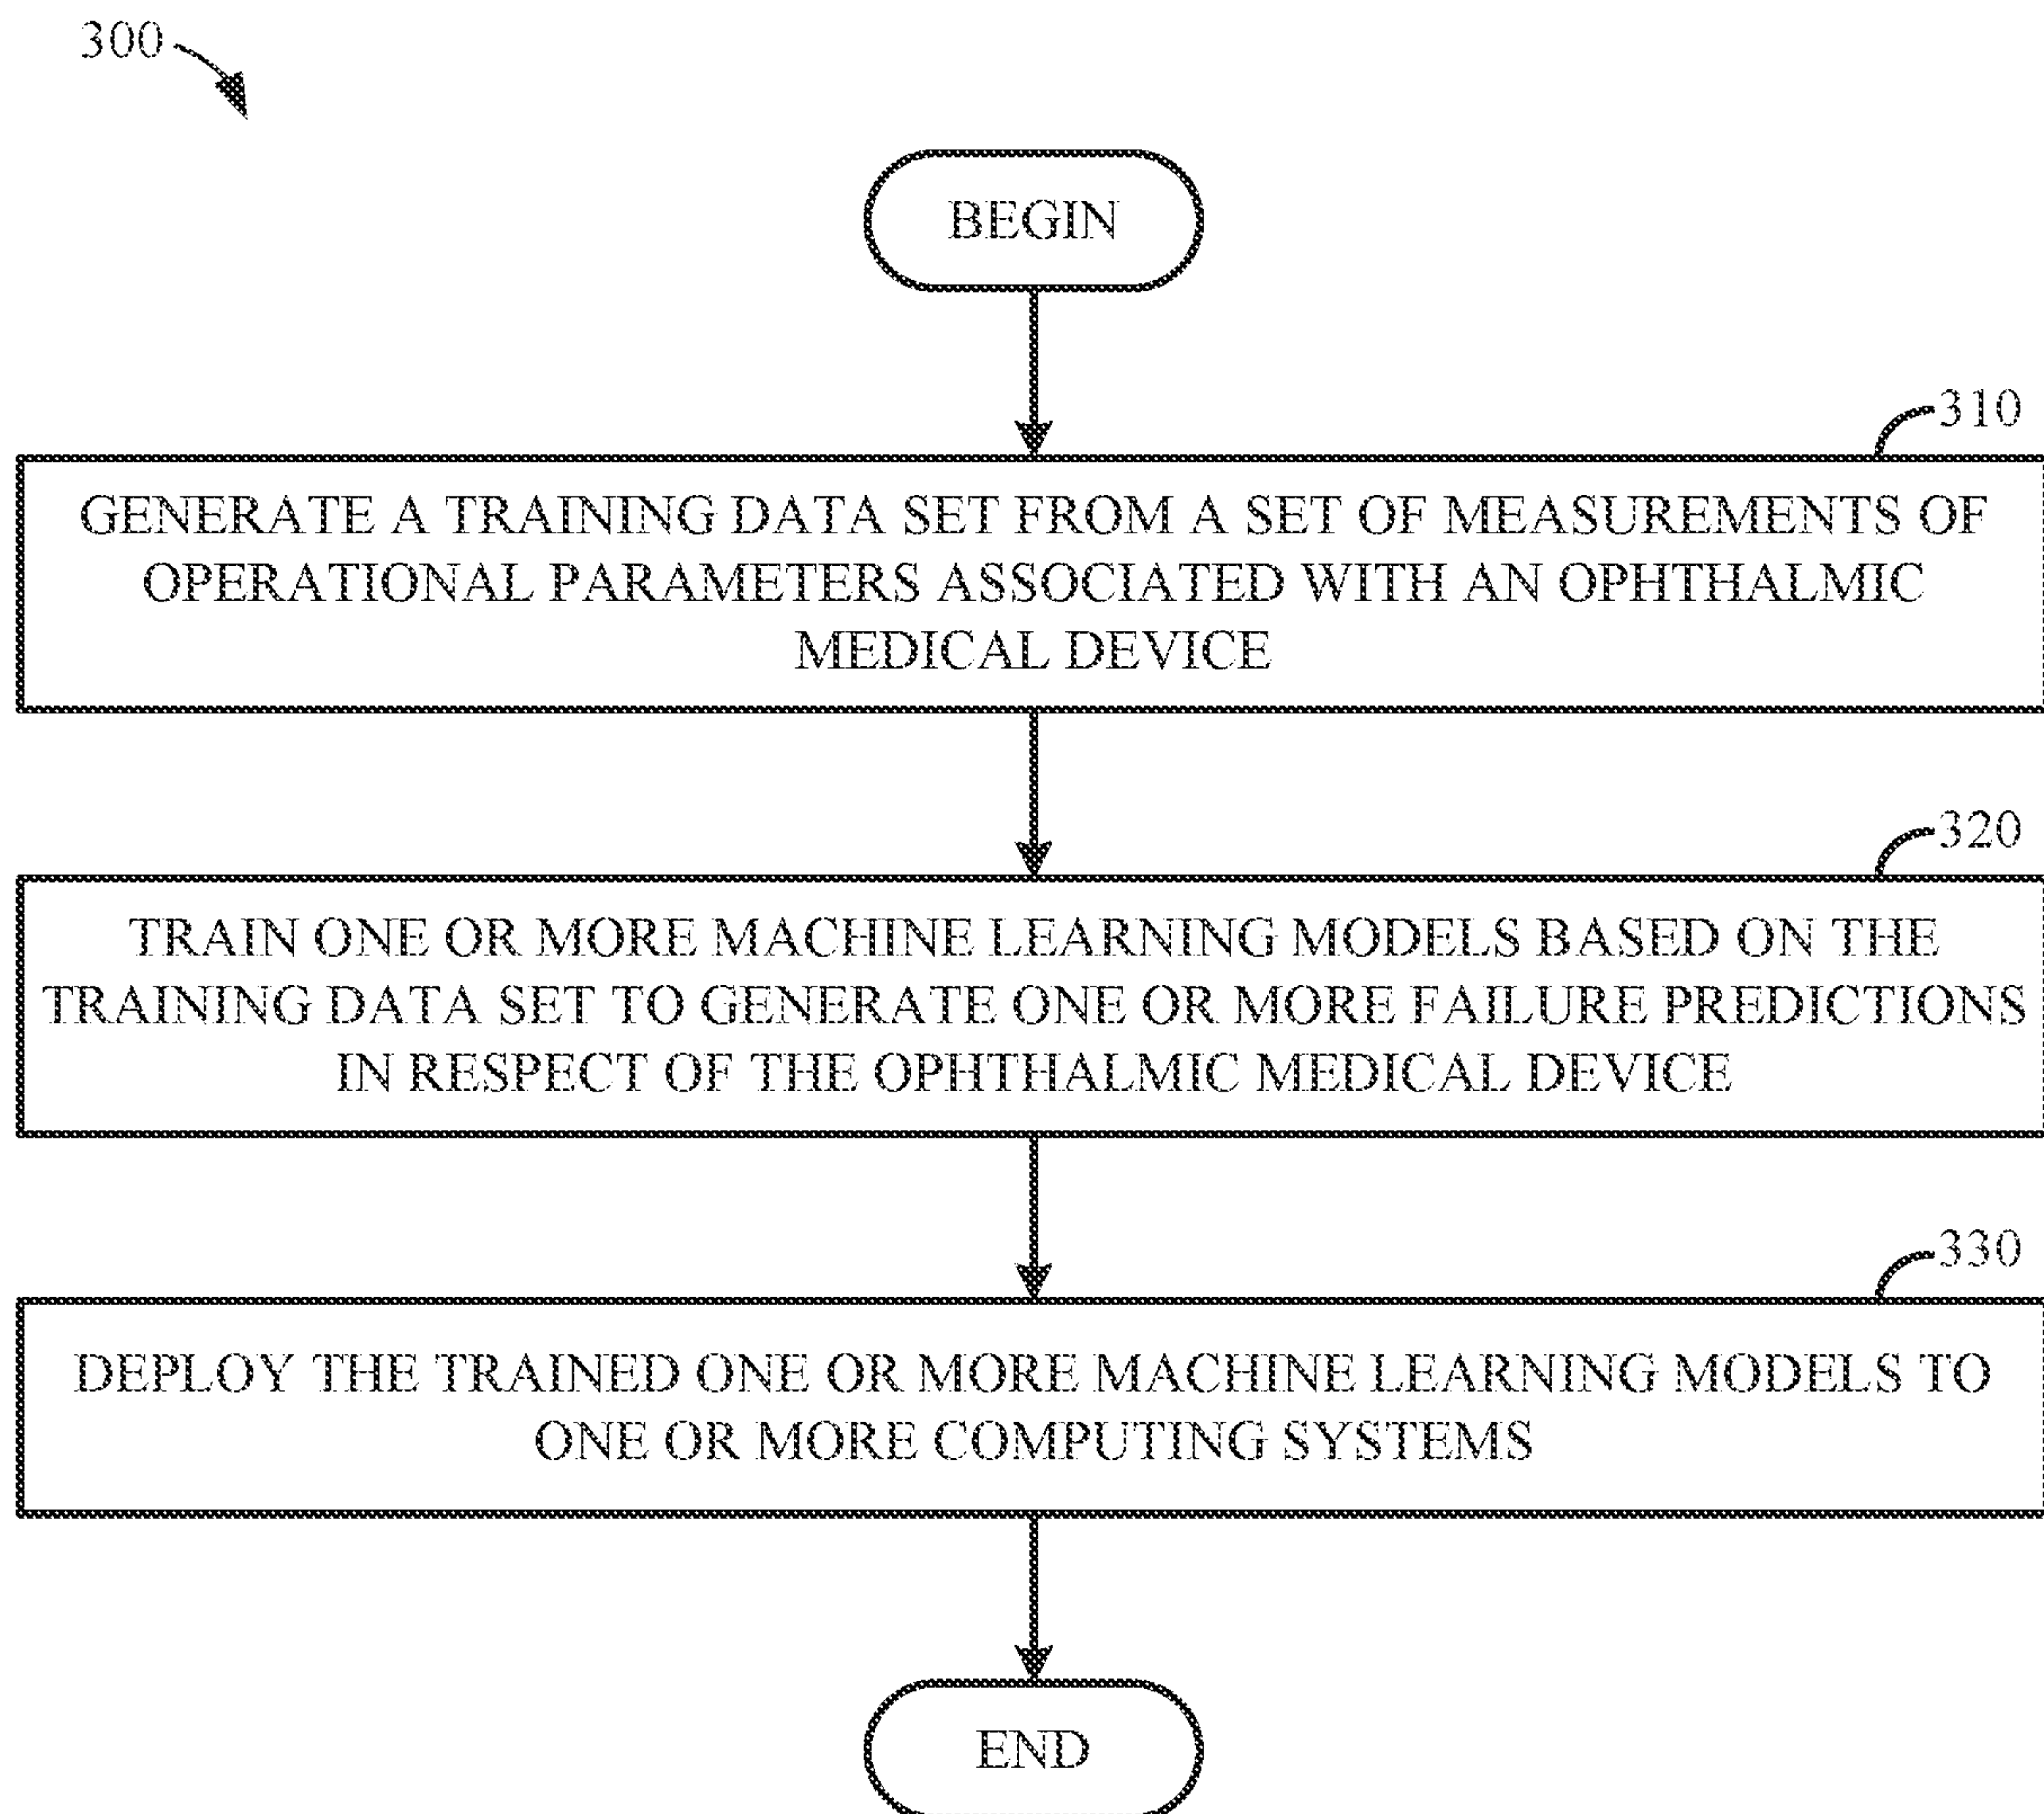 300
BEGIN
310
GENERATE A TRAINING DATA SET FROM A SET OF MEASUREMENTS OF
OPERATIONAL PARAMETERS ASSOCIATED WITH AN OPHTHALMIC
MEDICAL DEVICE
320
TRAIN ONE OR MORE MACHINE LEARNING MODELS BASED ON THE
TRAINING DATA SET TO GENERATE ONE OR MORE FAILURE PREDICTIONS
IN RESPECT OF THE OPHTHALMIC MEDICAL DEVICE
330
DEPLOY THE TRAINED ONE OR MORE MACHINE LEARNING MODELS TO
ONE OR MORE COMPUTING SYSTEMS
END